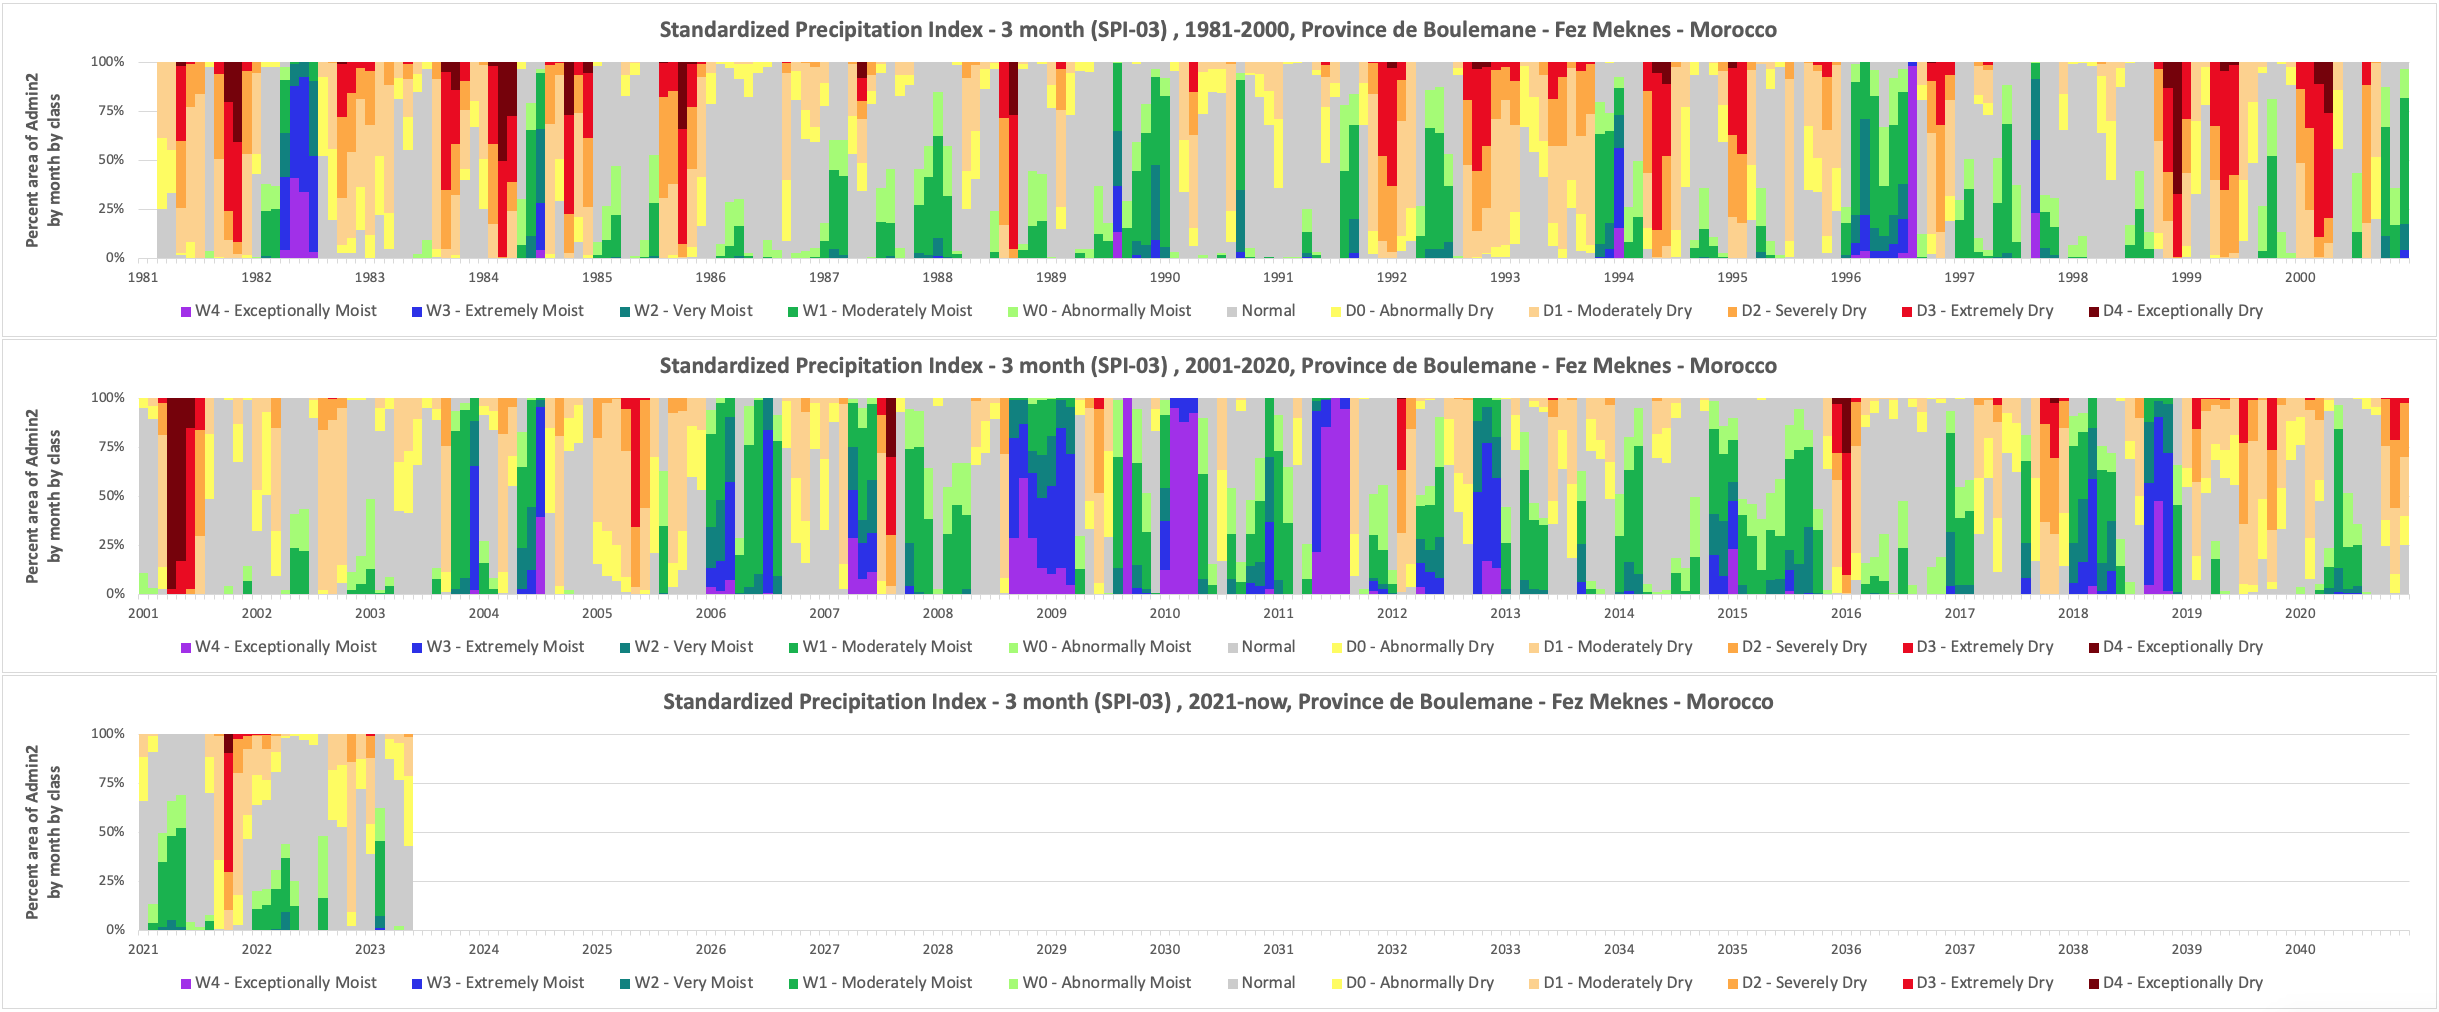 Standardized Precipitation Index - 3 month (SPI-03) , 1981-2000, Province de Boulemane - Fez Meknes - Morocco
Percent area of Admin2
by month by class
100%
75%
50%
25%
0%
1981 1982 1983 1984 1985 1986 1987 1988 1989 1990 1991 1992 1993 1994 1995 1996 1997 1998 1999 2000
W4 - Exceptionally Moist W3 - Extremely Moist W2 - Very Moist W1 - Moderately Moist W0 - Abnormally Moist Normal D0 - Abnormally Dry D1 - Moderately Dry D2 - Severely Dry D3 - Extremely Dry D4 - Exceptionally Dry
Standardized Precipitation Index - 3 month (SPI-03) , 2001-2020, Province de Boulemane - Fez Meknes - Morocco
Percent area of Admin2
by month by class
100%
75%
50%
25%
0%
2001 2002 2003 2004 2005 2006 2007 2008 2009 2010 2011 2012 2013 2014 2015 2016 2017 2018 2019 2020
W4 - Exceptionally Moist W3 - Extremely Moist W2 - Very Moist W1 - Moderately Moist W0 - Abnormally Moist Normal D0 - Abnormally Dry D1 - Moderately Dry D2 - Severely Dry D3 - Extremely Dry D4 - Exceptionally Dry
Standardized Precipitation Index - 3 month (SPI-03) , 2021-now, Province de Boulemane - Fez Meknes - Morocco
Percent area of Admin2
by month by class
100%
75%
50%
25%
0%
2021 2022 2023 2024 2025 2026 2027 2028 2029 2030 2031 2032 2033 2034 2035 2036 2037 2038 2039 2040
W4 - Exceptionally Moist W3 - Extremely Moist W2 - Very Moist W1 - Moderately Moist W0 - Abnormally Moist Normal D0 - Abnormally Dry D1 - Moderately Dry D2 - Severely Dry D3 - Extremely Dry D4 - Exceptionally Dry